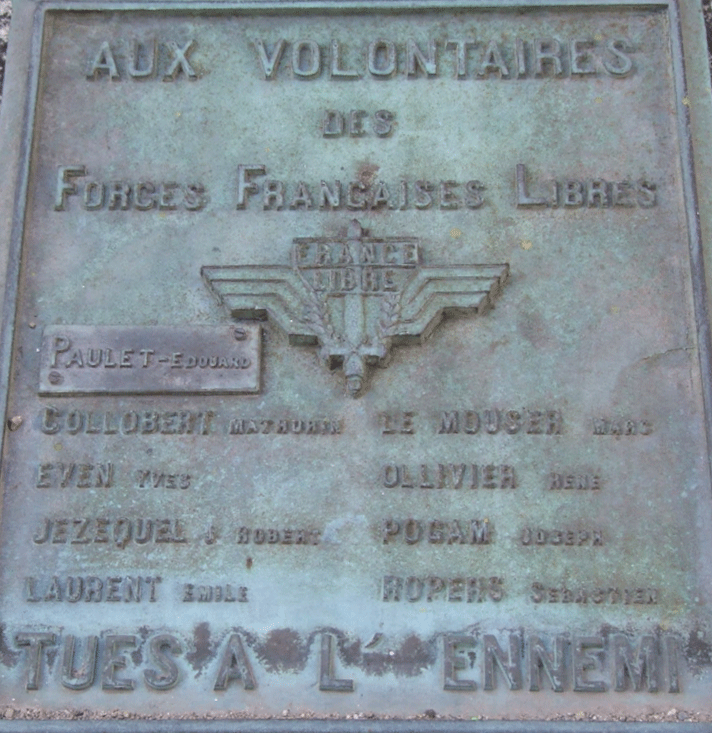 AUX VOLONTAIRES
DES
FORCES FRANCAISES LIBRES
FRANCE
LIBRE
PAULET-EDOUARD
COLLOBERT MATHURIN
EVEN YVES
JEZEQUEL J ROBERT
LAURENT EMILE
LE MOUSER MARC
OLLIVIER RENE
POGAM JOSEPH
ROPERS SEBASTIEN
TUES A L' ENNEMI